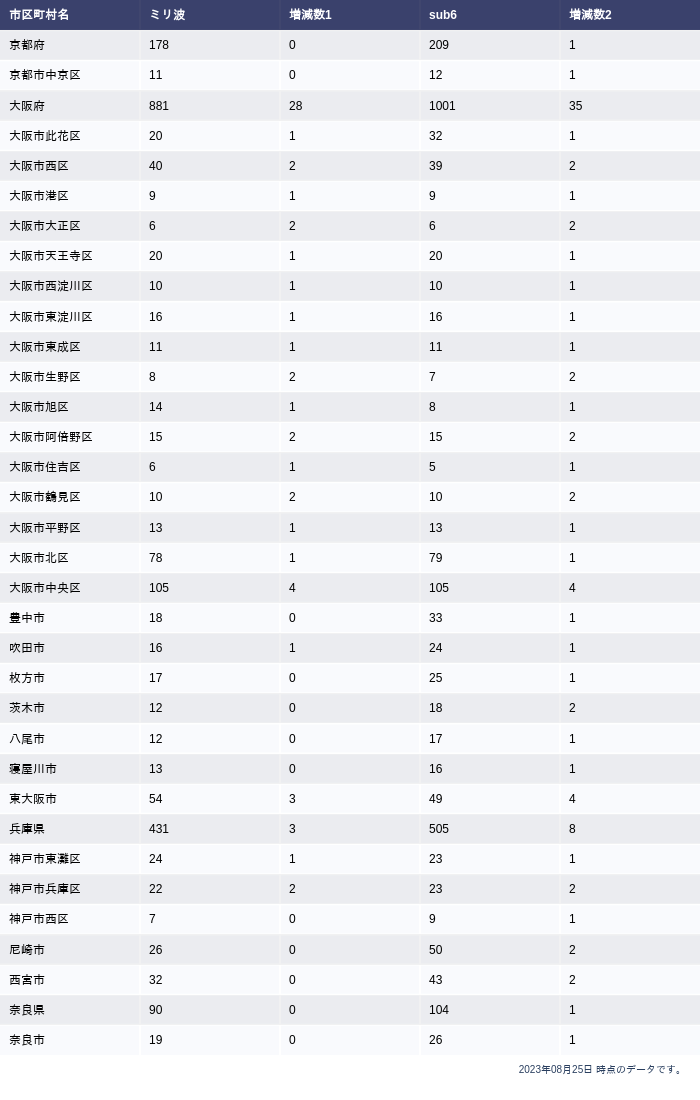 市区町村名 ミリ波 増減数1 sub6 増減数2
京都府 178 0 209 1
京都市中京区 11 0 12 1
大阪府 881 28 1001 35
大阪市此花区 20 1 32 1
大阪市西区 40 2 39 2
大阪市港区 9 1 9 1
大阪市大正区 6 2 6 2
大阪市天王寺区 20 1 20 1
大阪市西淀川区 10 1 10 1
大阪市東淀川区 16 1 16 1
大阪市東成区 11 1 11 1
大阪市生野区 8 2 7 2
大阪市旭区 14 1 8 1
大阪市阿倍野区 15 2 15 2
大阪市住吉区 6 1 5 1
大阪市鶴見区 10 2 10 2
大阪市平野区 13 1 13 1
大阪市北区 78 1 79 1
大阪市中央区 105 4 105 4
豊中市 18 0 33 1
吹田市 16 1 24 1
枚方市 17 0 25 1
茨木市 12 0 18 2
八尾市 12 0 17 1
寝屋川市 13 0 16 1
東大阪市 54 3 49 4
兵庫県 431 3 505 8
神戸市東灘区 24 1 23 1
神戸市兵庫区 22 2 23 2
神戸市西区 7 0 9 1
尼崎市 26 0 50 2
西宮市 32 0 43 2
奈良県 90 0 104 1
奈良市 19 0 26 1
2023年08月25日 時点のデータです。